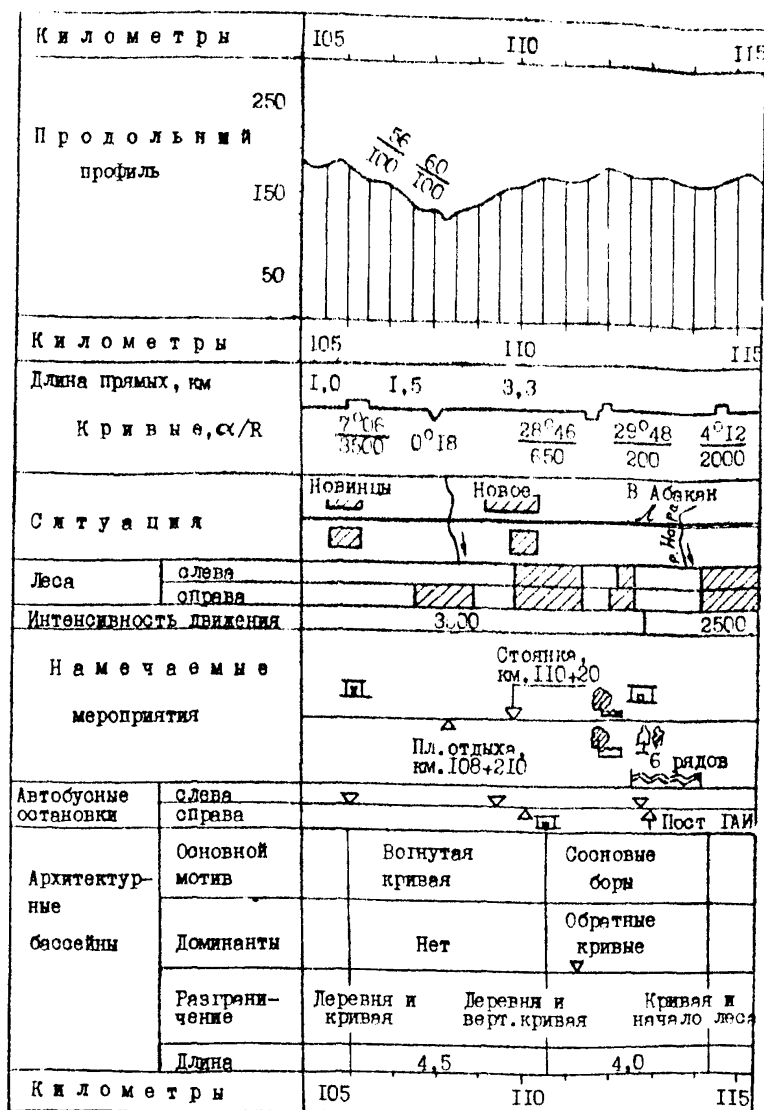 Километры 105 110 115
250
Продольный
профиль
150
50
56
100
60
100
Километры 105 110 115
Длина прямых, км 1,0 1,5 3,3
Кривые, α/R
7°06
3500
0°18
28°46
650
29°48
200
4°12
2000
Ситуация
Новинцы Новое В Абакан
р. Нара
Леса слева
справа
Интенсивность движения 2500
Намечаемые
мероприятия
Стоянка,
км.110+20
Пл.отдыха,
км.108+210
6 рядов
Автобусные
остановки
слева
справа
Пост ГАИ
Архитектур-
ные
бассейны
Основной
мотив
Вогнутая
кривая
Сосновые
боры
Доминанты Нет
Обратные
кривые
Разграни-
чение
Деревня и
кривая
Деревня и
верт.кривая
Кривая и
начало леса
Длина 4,5 4,0
Километры 105 110 115